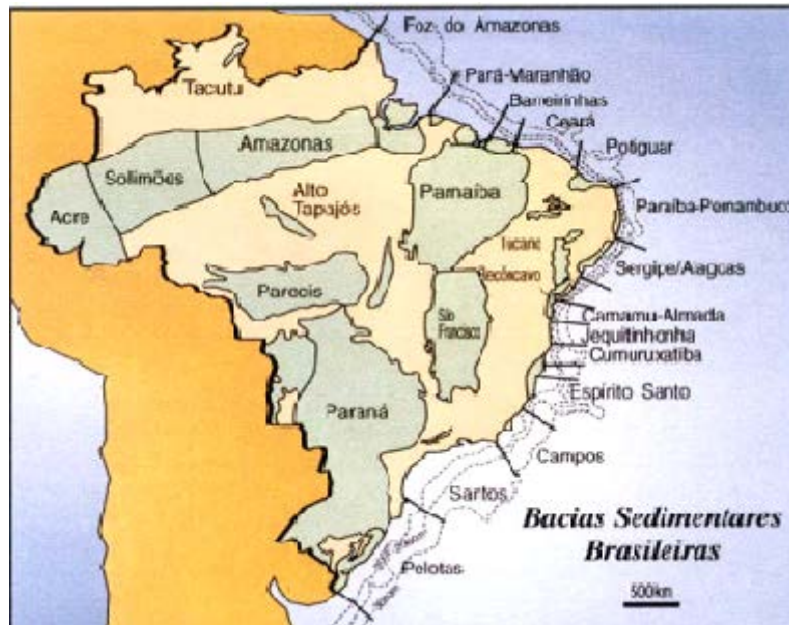 Foz do Amazonas
Pará-Maranhão
Barreirinhas
Ceará
Potiguar
Tacutu
Amazonas
Solimões
Acre
Alto
Tapajós
Parnaíba
Paraíba-Pernambuco
Tucano
Recôncavo
Sergipe/Alagoas
Parecis
São
Francisco
Camamu-Almada
Jequitinhonha
Cumuruxatiba
Espírito Santo
Paraná
Campos
Santos
Pelotas
Bacias Sedimentares
Brasileiras
500km